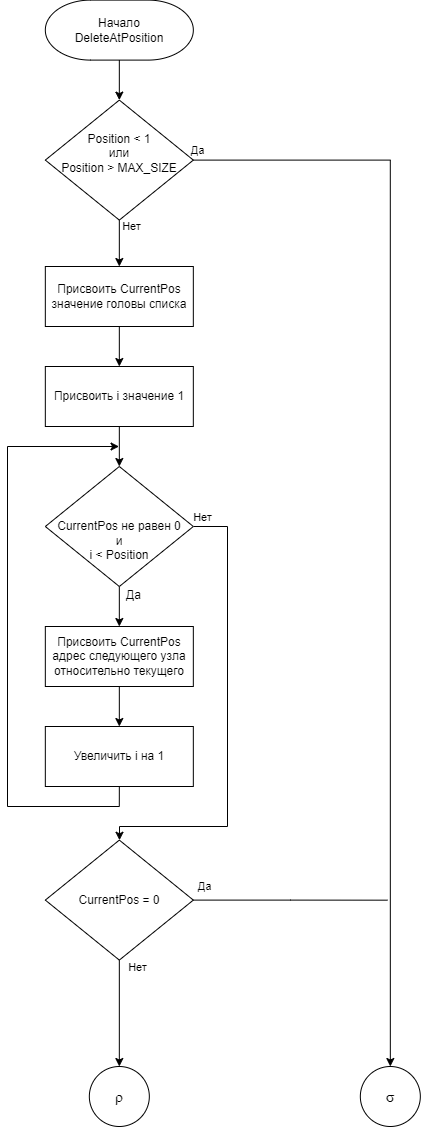 Начало
DeleteAtPosition
Position < 1
или
Position > MAX_SIZE
Да
Нет
Присвоить CurrentPos
значение головы списка
Присвоить i значение 1
CurrentPos не равен 0
и
i < Position
Нет
Да
Присвоить CurrentPos
адрес следующего узла
относительно текущего
Увеличить i на 1
CurrentPos = 0
Да
Нет
ρ
σ